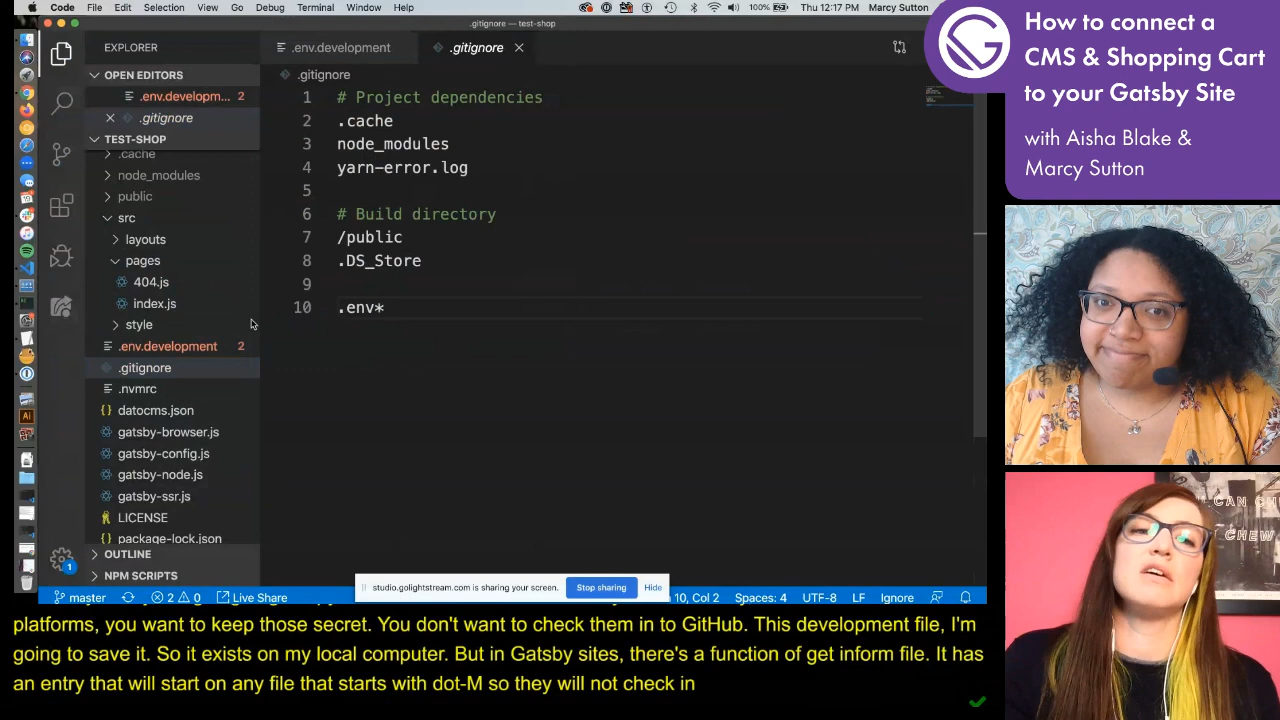 Code File Edit Selection View Go Debug Terminal Window Help 100% Thu 12:17 PM Marcy Sutton
.gitignore — test-shop
EXPLORER
OPEN EDITORS
.env.developm... 2
.gitignore
TEST-SHOP
.cache
node_modules
public
src
layouts
pages
404.js
index.js
style
.env.development 2
.gitignore
.nvmrc
datocms.json
gatsby-browser.js
gatsby-config.js
gatsby-node.js
gatsby-ssr.js
LICENSE
package-lock.json
OUTLINE
NPM SCRIPTS
1
.env.development .gitignore
.gitignore
1 # Project dependencies
2 .cache
3 node_modules
4 yarn-error.log
5
6 # Build directory
7 /public
8 .DS_Store
9
10 .env*
studio.golightstream.com is sharing your screen. Stop sharing Hide
master 2 0 Live Share 10, Col 2 Spaces: 4 UTF-8 LF Ignore
How to connect a
CMS & Shopping Cart
to your Gatsby Site
with Aisha Blake &
Marcy Sutton
CAN
CHEW
platforms, you want to keep those secret. You don't want to check them in to GitHub. This development file, I'm
going to save it. So it exists on my local computer. But in Gatsby sites, there's a function of get inform file. It has
an entry that will start on any file that starts with dot-M so they will not check in